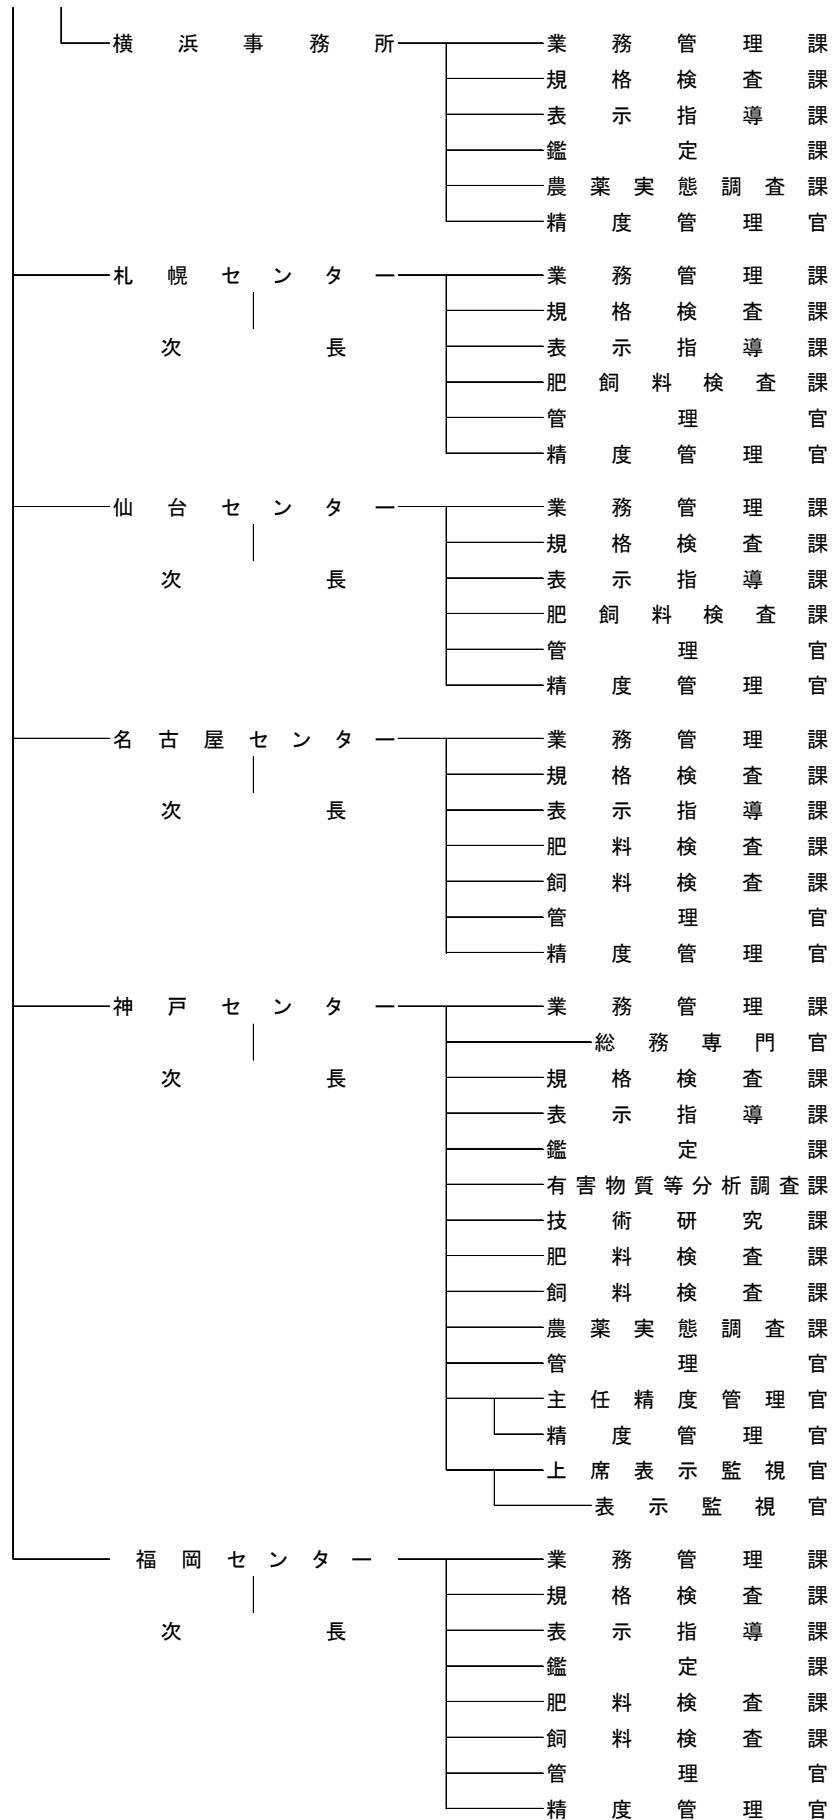 横浜事務所 業務管理課
規格検査課
表示指導課
鑑定課
農薬実態調査課
精度管理官
札幌センター 業務管理課
規格検査課
次長 表示指導課
肥飼料検査課
管理官
精度管理官
仙台センター 業務管理課
規格検査課
次長 表示指導課
肥飼料検査課
管理官
精度管理官
名古屋センター 業務管理課
規格検査課
次長 表示指導課
肥料検査課
飼料検査課
管理官
精度管理官
神戸センター 業務管理課
総務専門官
次長 規格検査課
表示指導課
鑑定課
有害物質等分析調査課
技術研究課
肥料検査課
飼料検査課
農薬実態調査課
管理官
主任精度管理官
精度管理官
上席表示監視官
表示監視官
福岡センター 業務管理課
規格検査課
次長 表示指導課
鑑定課
肥料検査課
飼料検査課
管理官
精度管理官